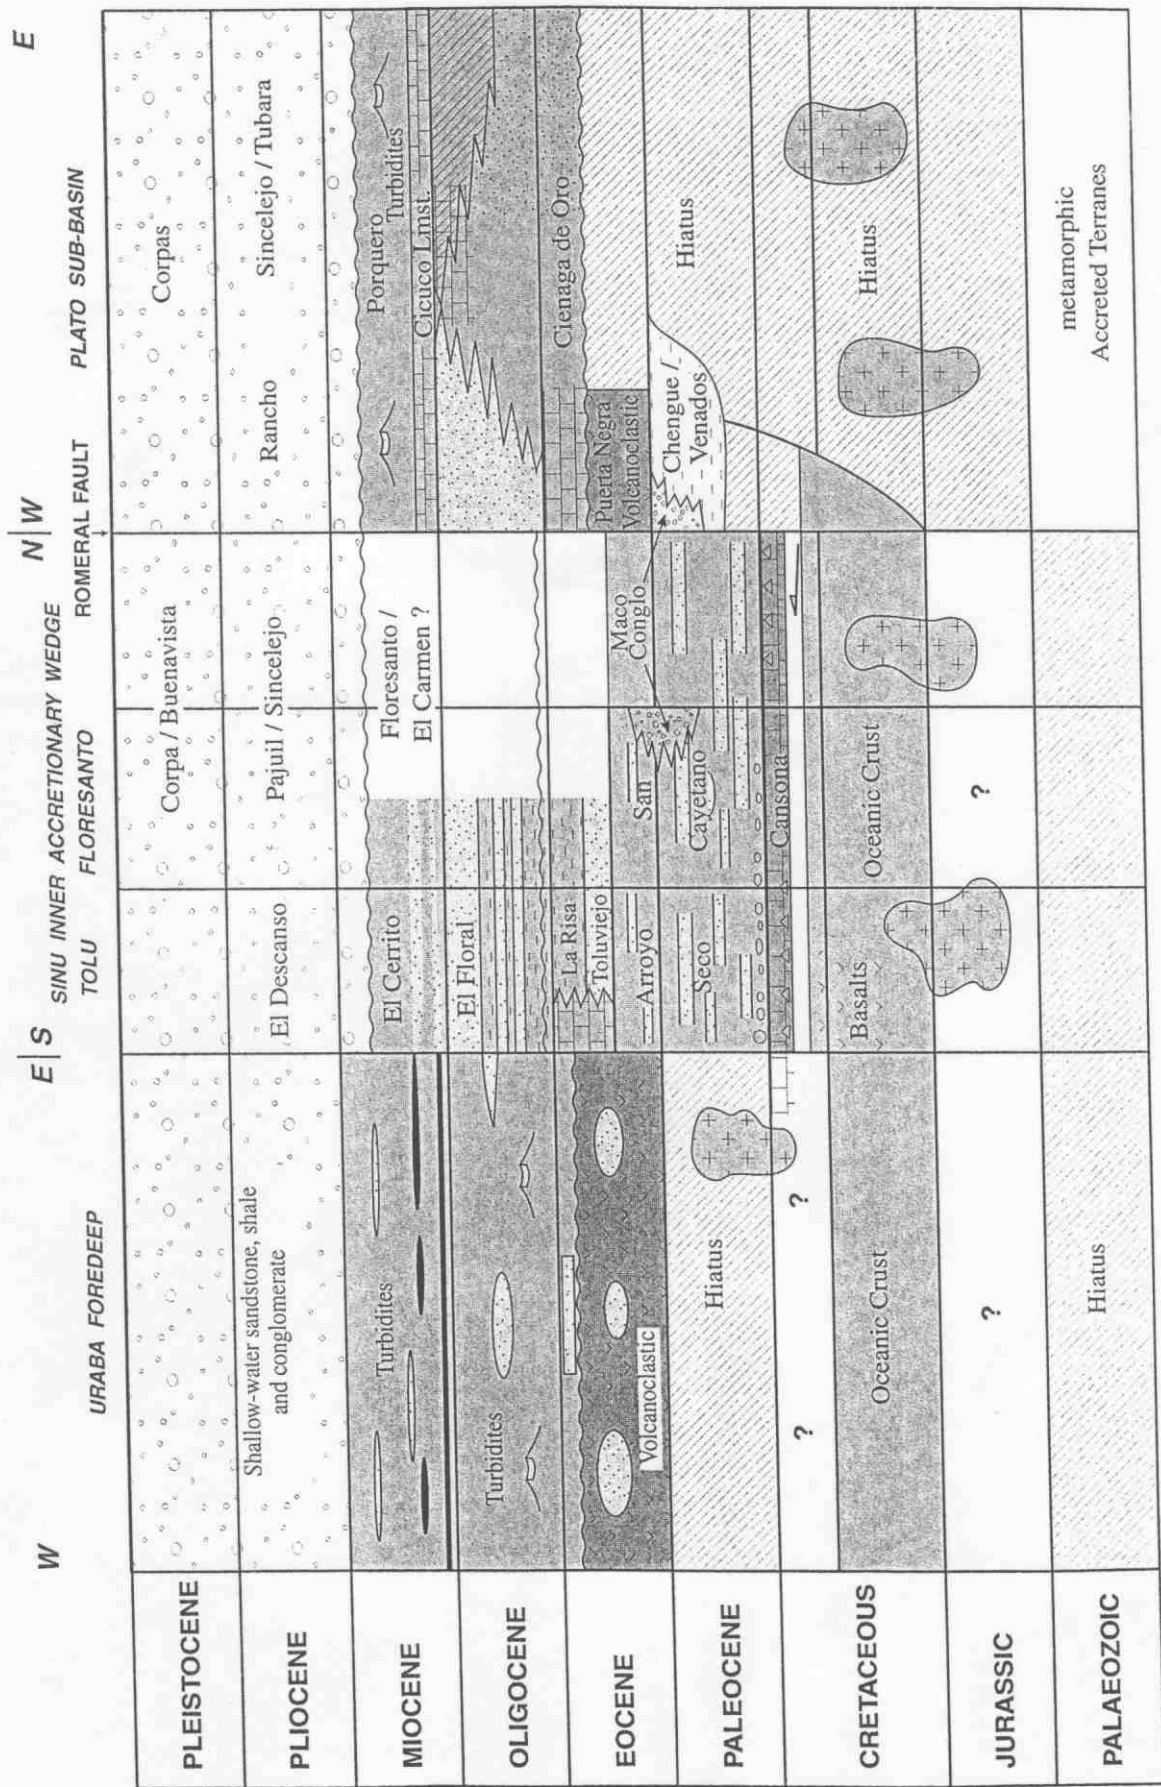 W
E
S
N
W
E
SINU INNER ACCRETIONARY WEDGE
URABA FOREDEEP
TOLU
FLORESANTO
ROMERAL FAULT
PLATO SUB-BASIN
PLEISTOCENE
Corpa / Buenavista
Corpas
PLIOCENE
Shallow-water sandstone, shale
and conglomerate
El Descanso
Pajuil / Sincelejo
Rancho
Sincelejo / Tubara
MIOCENE
Turbidites
El Cerrito
Floresanto /
El Carmen ?
Porquero
Turbidites
Cicuco Lmst.
OLIGOCENE
Turbidites
El Floral
Cienaga de Oro
EOCENE
Volcanoclastic
La Risa
Toluviejo
Arroyo
San
Maco
Conglo
Puerta Negra
Volcanoclastic
PALEOCENE
Hiatus
Seco
Cayetano
Chengue /
Venados
Hiatus
CRETACEOUS
?
?
Cansona
Oceanic Crust
Basalts
Oceanic Crust
Hiatus
JURASSIC
?
?
PALAEOZOIC
Hiatus
metamorphic
Accreted Terranes